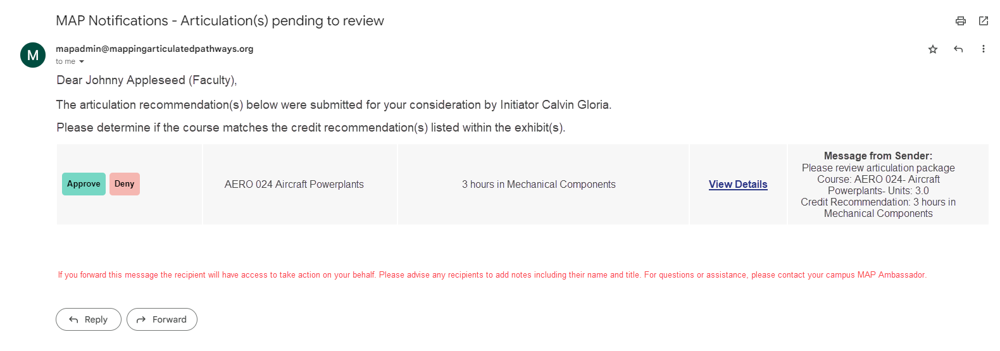 MAP Notifications - Articulation(s) pending to review
M
mapadmin@mappingarticulatedpathways.org
to me
Dear Johnny Appleseed (Faculty),
The articulation recommendation(s) below were submitted for your consideration by Initiator Calvin Gloria.
Please determine if the course matches the credit recommendation(s) listed within the exhibit(s).
Approve Deny AERO 024 Aircraft Powerplants 3 hours in Mechanical Components View Details
Message from Sender:
Please review articulation package
Course: AERO 024- Aircraft
Powerplants- Units: 3.0
Credit Recommendation: 3 hours in
Mechanical Components
If you forward this message the recipient will have access to take action on your behalf. Please advise any recipients to add notes including their name and title. For questions or assistance, please contact your campus MAP Ambassador.
Reply Forward